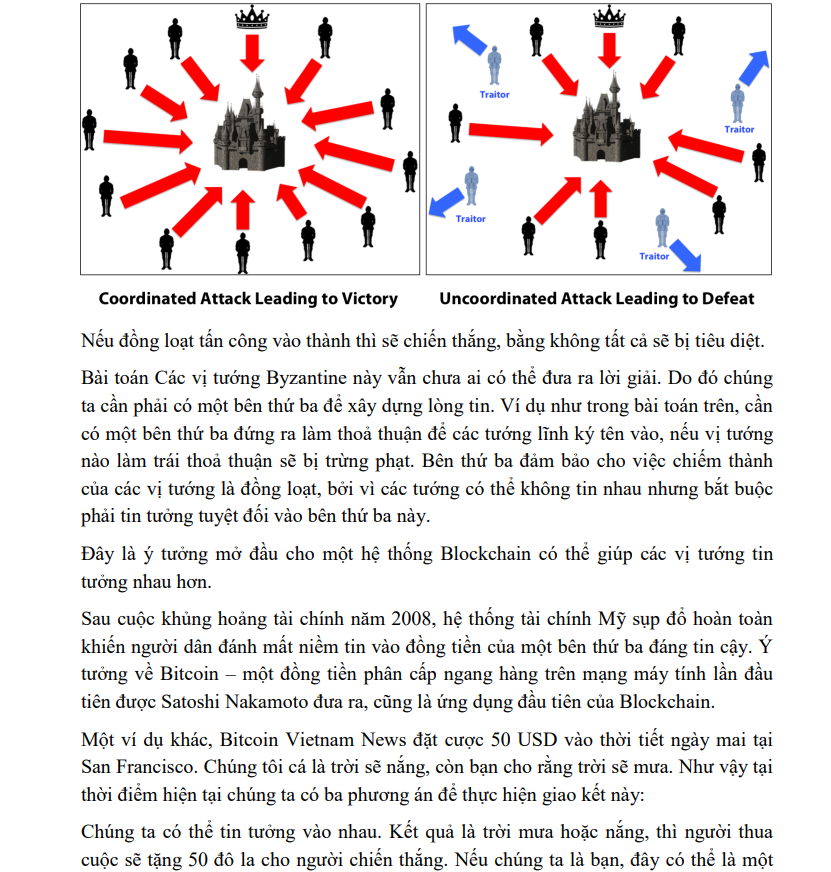 Traitor
Traitor
Traitor
Traitor
Coordinated Attack Leading to Victory
Uncoordinated Attack Leading to Defeat
Nếu đồng loạt tấn công vào thành thì sẽ chiến thắng, bằng không tất cả sẽ bị tiêu diệt.
Bài toán Các vị tướng Byzantine này vẫn chưa ai có thể đưa ra lời giải. Do đó chúng
ta cần phải có một bên thứ ba để xây dựng lòng tin. Ví dụ như trong bài toán trên, cần
có một bên thứ ba đứng ra làm thoả thuận để các tướng lĩnh ký tên vào, nếu vị tướng
nào làm trái thoả thuận sẽ bị trừng phạt. Bên thứ ba đảm bảo cho việc chiếm thành
của các vị tướng là đồng loạt, bởi vì các tướng có thể không tin nhau nhưng bắt buộc
phải tin tưởng tuyệt đối vào bên thứ ba này.
Đây là ý tưởng mở đầu cho một hệ thống Blockchain có thể giúp các vị tướng tin
tưởng nhau hơn.
Sau cuộc khủng hoảng tài chính năm 2008, hệ thống tài chính Mỹ sụp đổ hoàn toàn
khiến người dân đánh mất niềm tin vào đồng tiền của một bên thứ ba đáng tin cậy. Ý
tưởng về Bitcoin – một đồng tiền phân cấp ngang hàng trên mạng máy tính lần đầu
tiên được Satoshi Nakamoto đưa ra, cũng là ứng dụng đầu tiên của Blockchain.
Một ví dụ khác, Bitcoin Vietnam News đặt cược 50 USD vào thời tiết ngày mai tại
San Francisco. Chúng tôi cá là trời sẽ nắng, còn bạn cho rằng trời sẽ mưa. Như vậy tại
thời điểm hiện tại chúng ta có ba phương án để thực hiện giao kết này:
Chúng ta có thể tin tưởng vào nhau. Kết quả là trời mưa hoặc nắng, thì người thua
cuộc sẽ tặng 50 đô la cho người chiến thắng. Nếu chúng ta là bạn, đây có thể là một